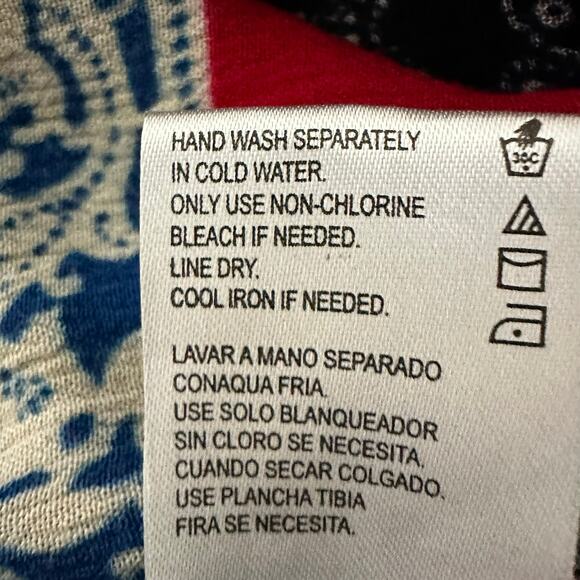 HAND WASH SEPARATELY
IN COLD WATER.
ONLY USE NON-CHLORINE
BLEACH IF NEEDED.
LINE DRY.
COOL IRON IF NEEDED.
LAVAR A MANO SEPARADO
CONAQUA FRIA.
USE SOLO BLANQUEADOR
SIN CLORO SE NECESITA.
CUANDO SECAR COLGADO.
USE PLANCHA TIBIA
FIRA SE NECESITA.
30C